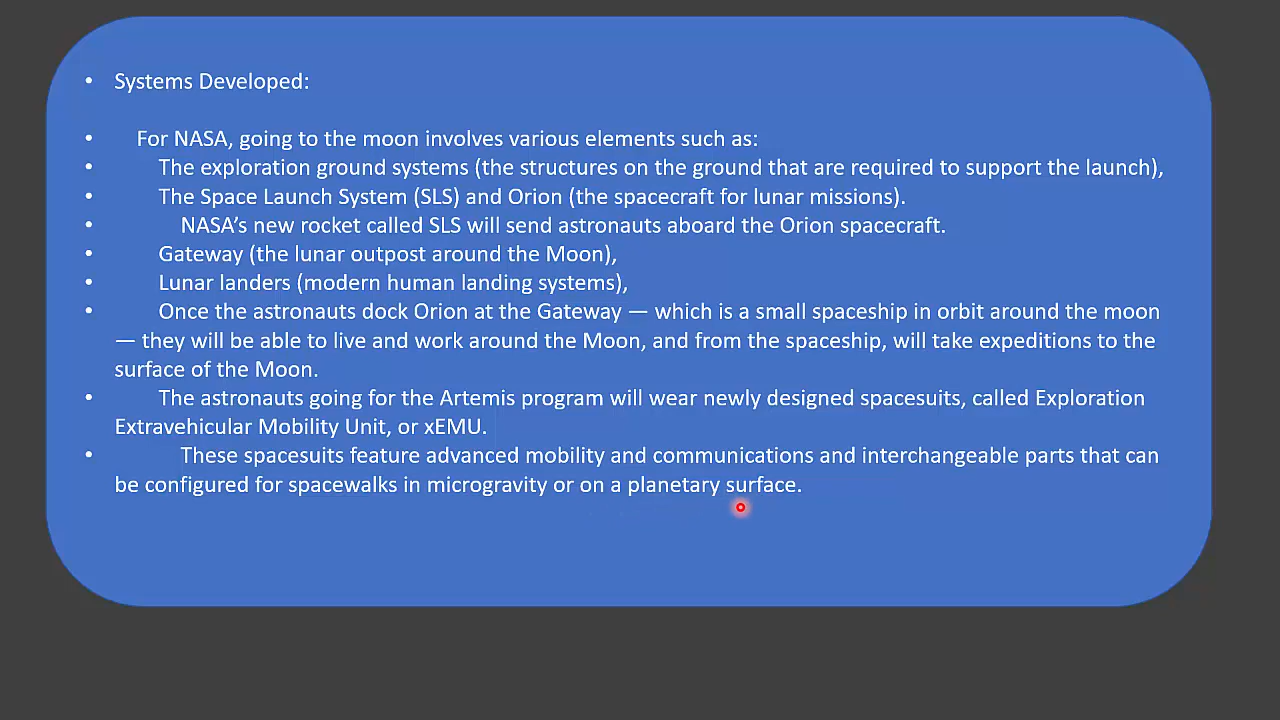 • Systems Developed:
• For NASA, going to the moon involves various elements such as:
• The exploration ground systems (the structures on the ground that are required to support the launch),
• The Space Launch System (SLS) and Orion (the spacecraft for lunar missions).
• NASA’s new rocket called SLS will send astronauts aboard the Orion spacecraft.
• Gateway (the lunar outpost around the Moon),
• Lunar landers (modern human landing systems),
• Once the astronauts dock Orion at the Gateway — which is a small spaceship in orbit around the moon
— they will be able to live and work around the Moon, and from the spaceship, will take expeditions to the
surface of the Moon.
• The astronauts going for the Artemis program will wear newly designed spacesuits, called Exploration
Extravehicular Mobility Unit, or xEMU.
• These spacesuits feature advanced mobility and communications and interchangeable parts that can
be configured for spacewalks in microgravity or on a planetary surface.